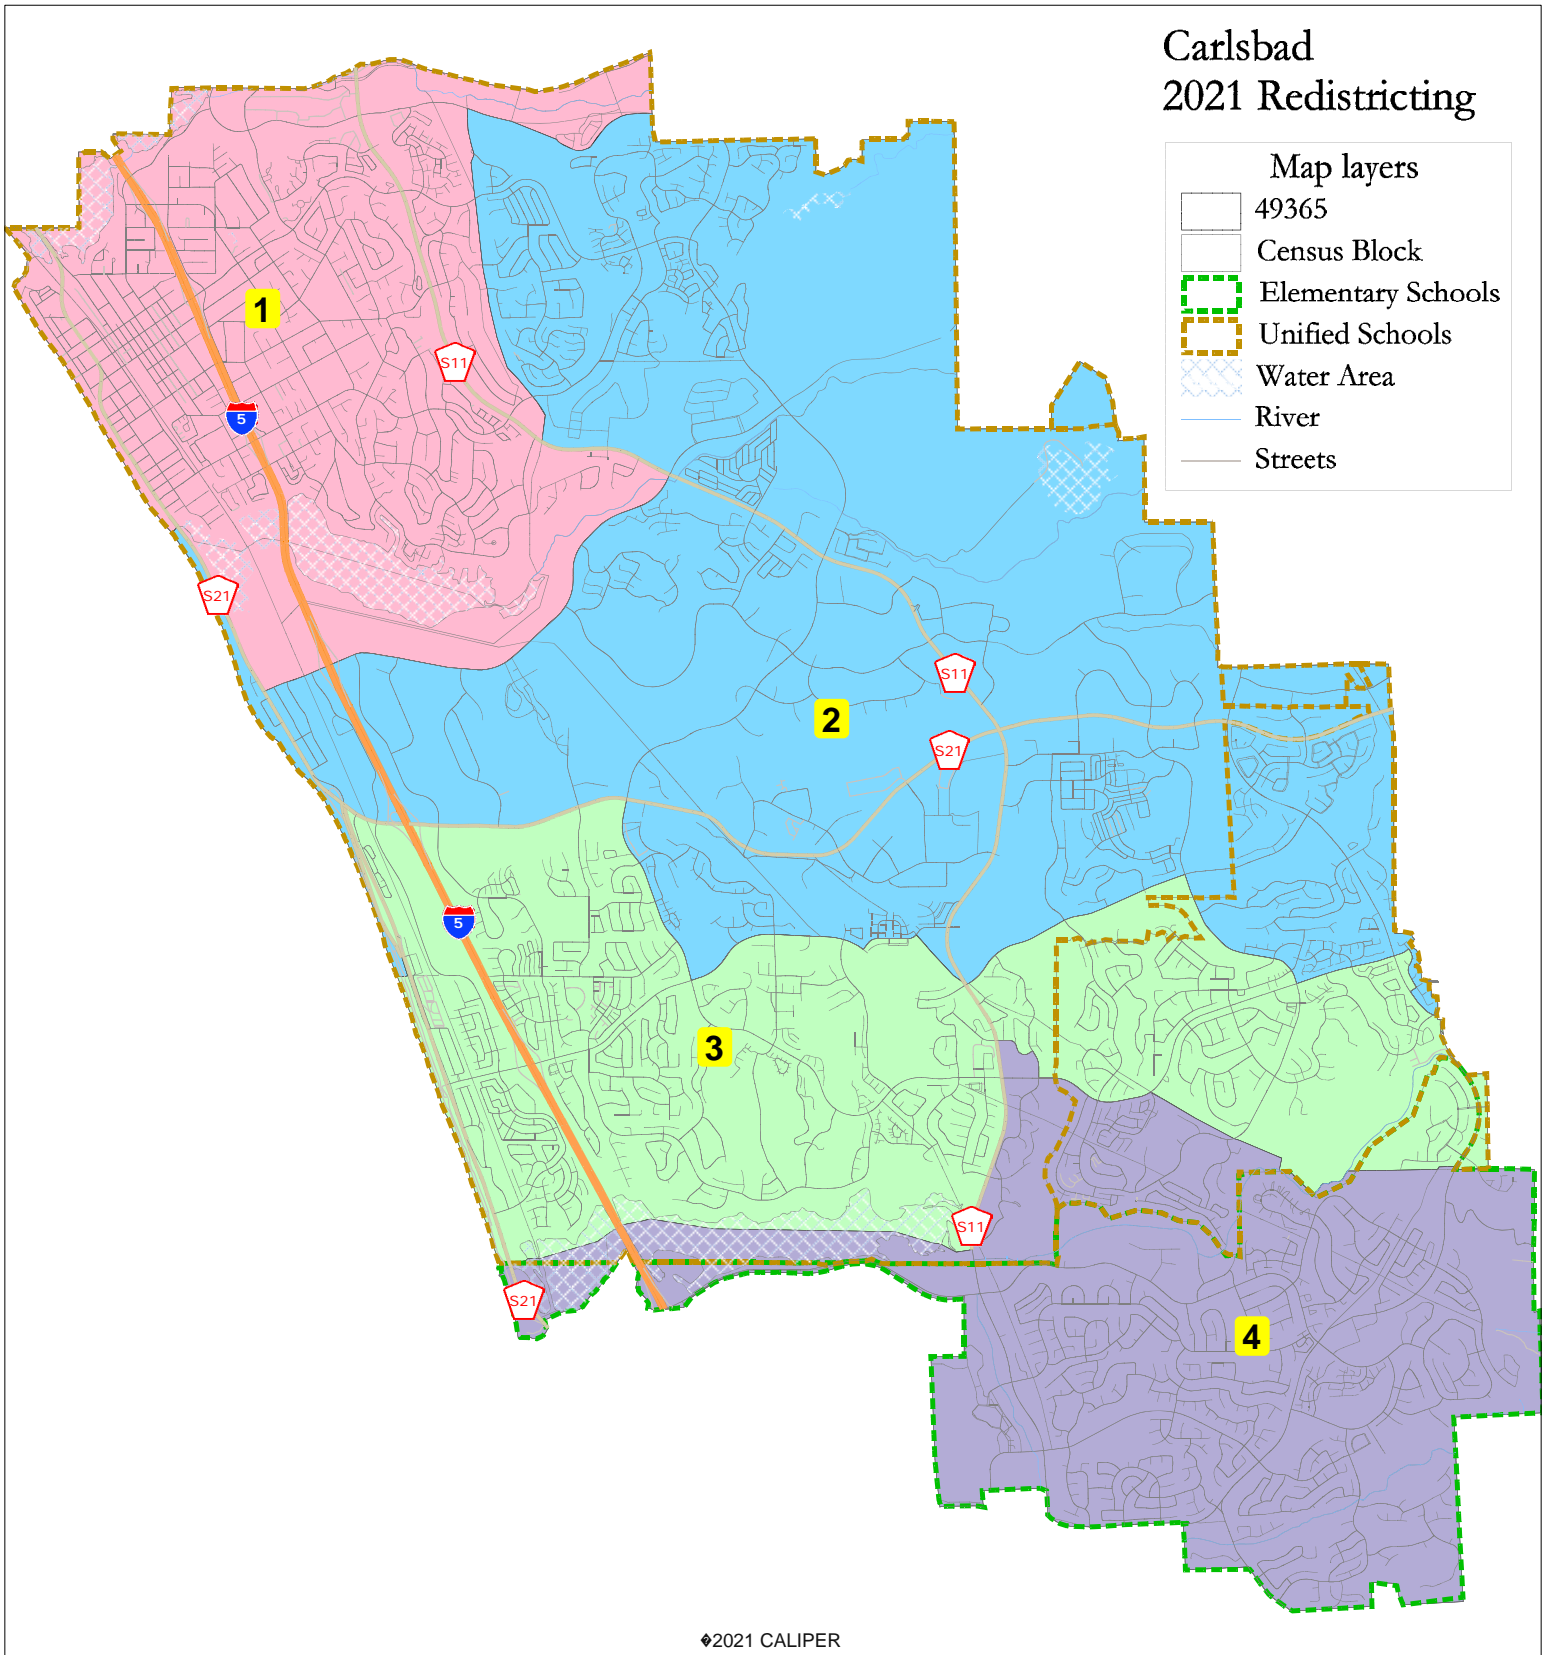 Carlsbad
2021 Redistricting
Map layers
49365
Census Block
Elementary Schools
Unified Schools
Water Area
River
Streets
1
S11
5
S21
S11
2
S21
5
3
S11
S21
4
�2021 CALIPER